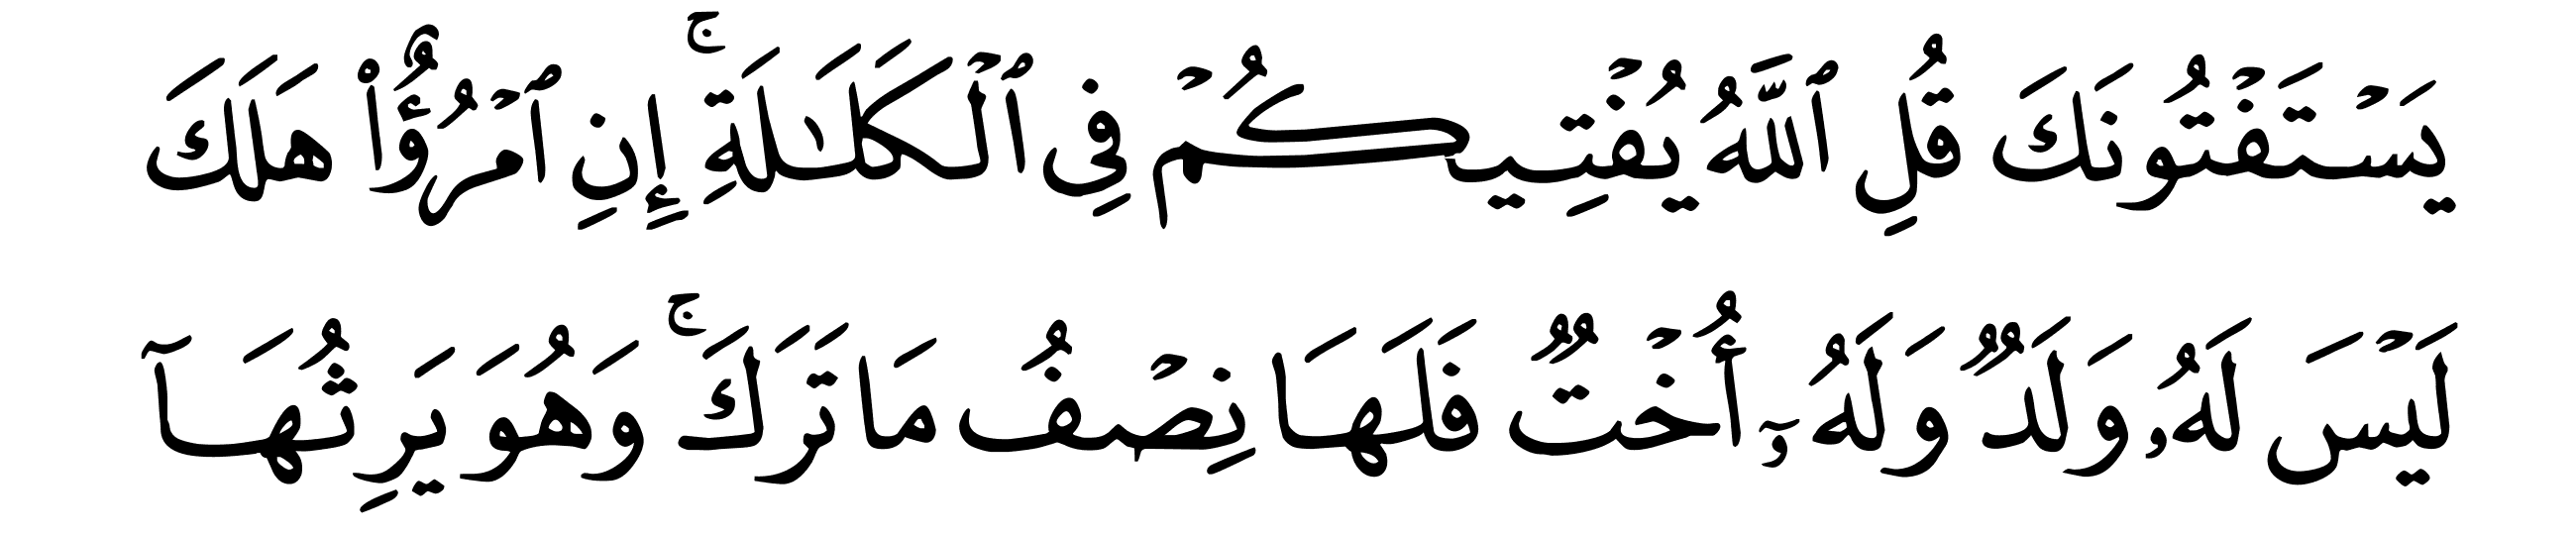 يَسْتَفْتُونَكَ قُلِ ٱللَّهُ يُفْتِيكُمْ فِى ٱلْكَلَـٰلَةِ ۚ إِنِ ٱمْرُؤٌا۟ هَلَكَ
لَيْسَ لَهُۥ وَلَدٌ وَلَهُۥٓ أُخْتٌ فَلَهَا نِصْفُ مَا تَرَكَ ۚ وَهُوَ يَرِثُهَآ